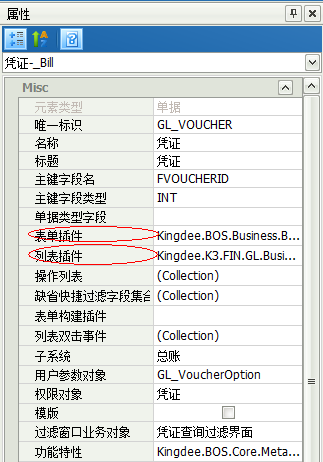 属性
凭证-_Bill
Misc
元素类型 单据
唯一标识 GL_VOUCHER
名称 凭证
标题 凭证
主键字段名 FVOUCHERID
主键字段类型 INT
单据类型字段
表单插件 Kingdee.BOS.Business.B...
列表插件 Kingdee.K3.FIN.GL.Busi...
操作列表 (Collection)
缺省快捷过滤字段集合 (Collection)
表单构建插件
列表双击事件 (Collection)
子系统 总账
用户参数对象 GL_VoucherOption
权限对象 凭证
模版
过滤窗口业务对象 凭证查询过滤界面
功能特性 Kingdee.BOS.Core.Meta...